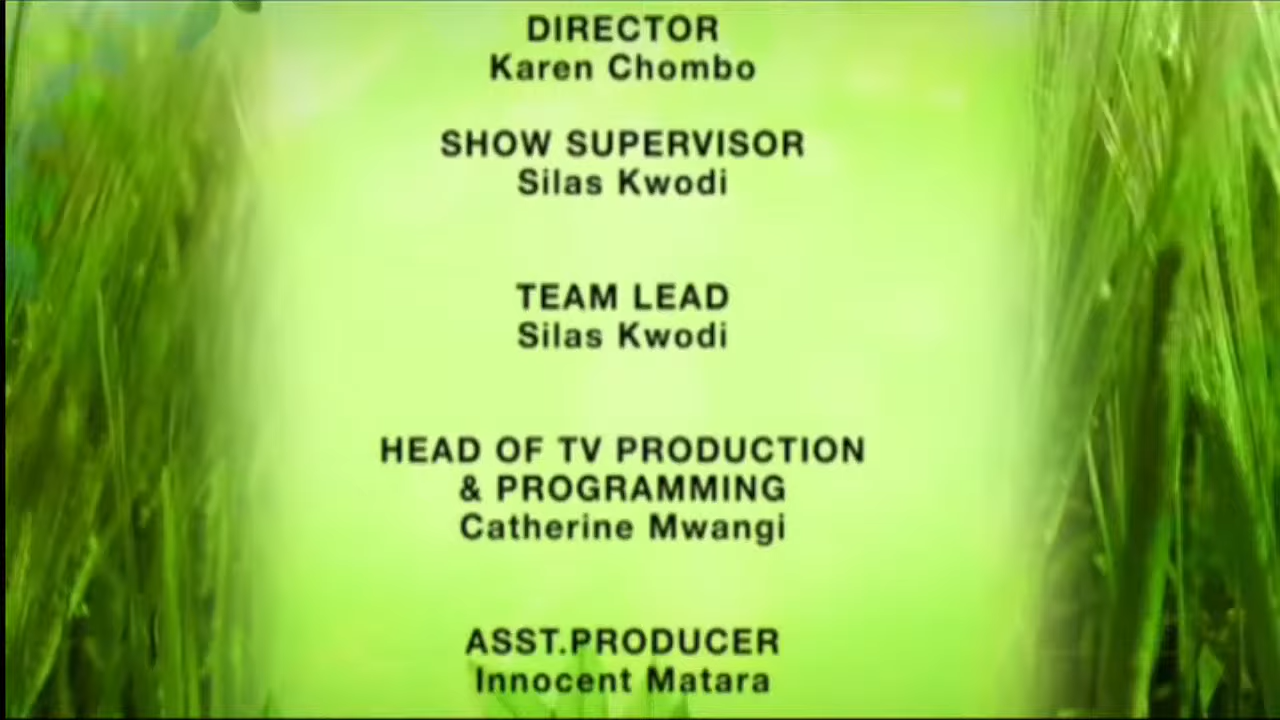 DIRECTOR
Karen Chombo
SHOW SUPERVISOR
Silas Kwodi
TEAM LEAD
Silas Kwodi
HEAD OF TV PRODUCTION
& PROGRAMMING
Catherine Mwangi
ASST.PRODUCER
Innocent Matara